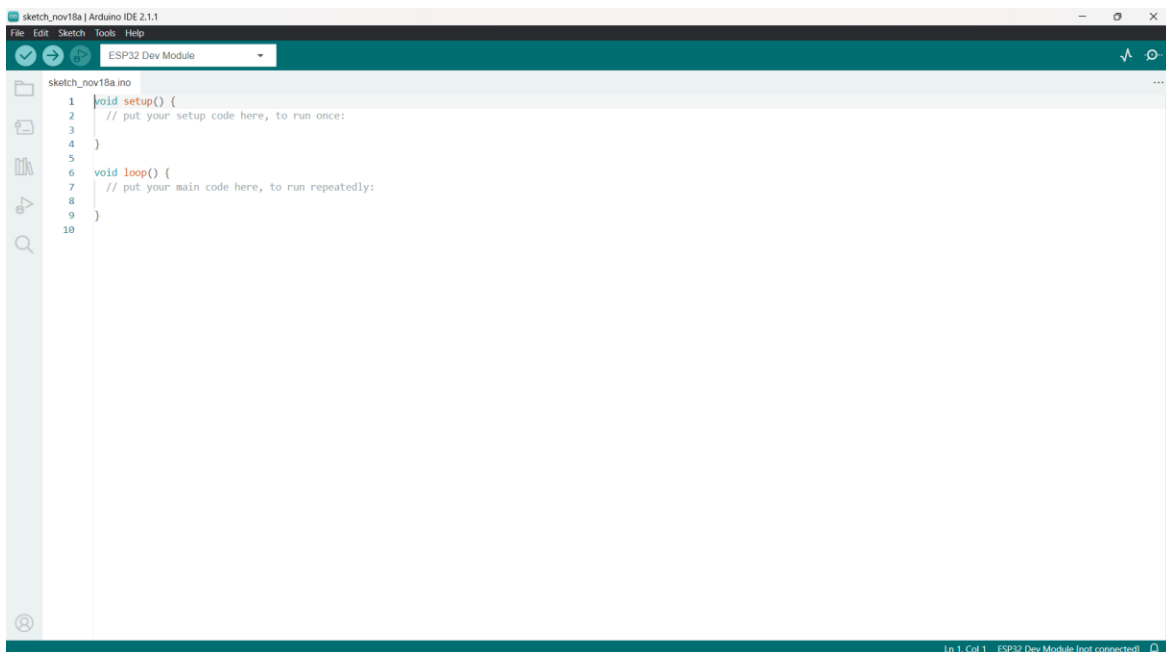 sketch_nov18a | Arduino IDE 2.1.1
File Edit Sketch Tools Help
ESP32 Dev Module
sketch_nov18a.ino
...
1 void setup() {
2 // put your setup code here, to run once:
3
4 }
5
6 void loop() {
7 // put your main code here, to run repeatedly:
8
9 }
10
Ln 1, Col 1 ESP32 Dev Module [not connected]